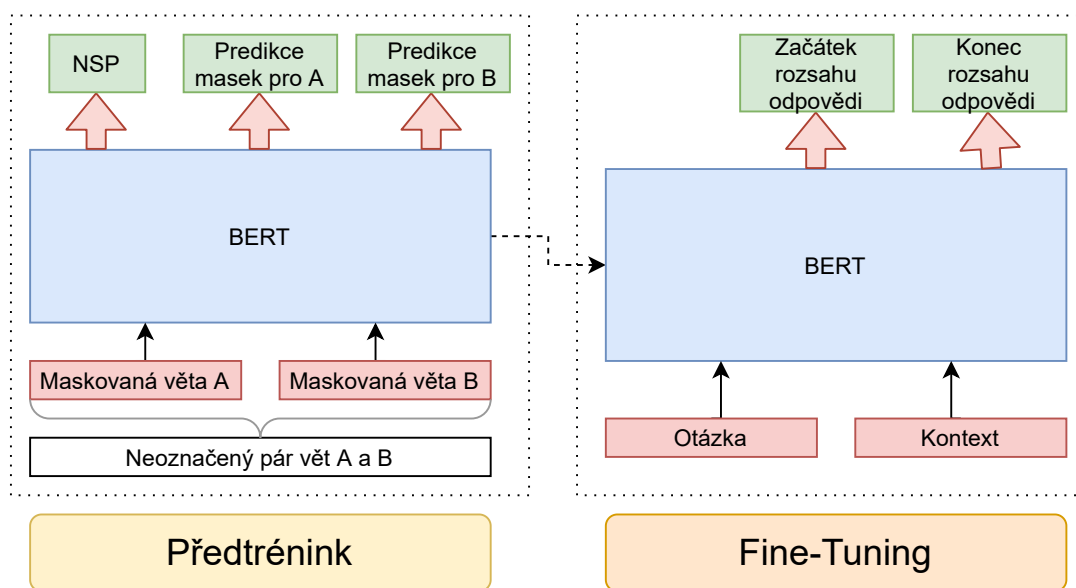 NSP
Predikce
masek pro A
Predikce
masek pro B
BERT
Maskovaná věta A
Maskovaná věta B
Neoznačený pár vět A a B
Předtrénink
Začátek
rozsahu
odpovědi
Konec
rozsahu
odpovědi
BERT
Otázka
Kontext
Fine-Tuning